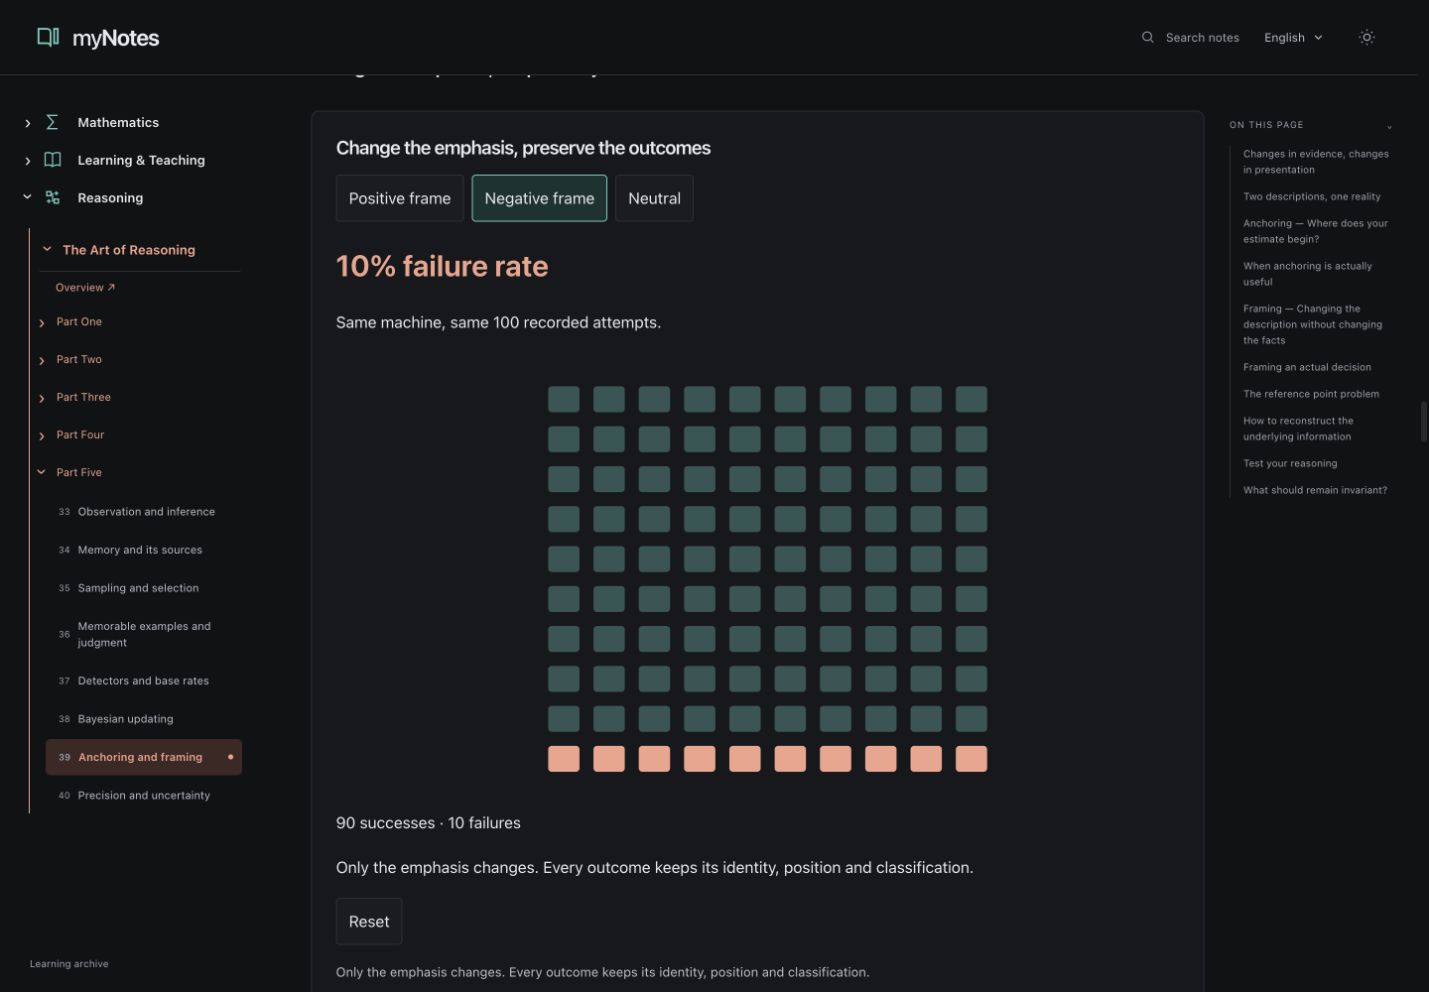 myNotes
Search notes
English
Mathematics
Learning & Teaching
Reasoning
The Art of Reasoning
Overview ↗
Part One
Part Two
Part Three
Part Four
Part Five
33 Observation and inference
34 Memory and its sources
35 Sampling and selection
36 Memorable examples and
judgment
37 Detectors and base rates
38 Bayesian updating
39 Anchoring and framing
40 Precision and uncertainty
Learning archive
Change the emphasis, preserve the outcomes
Positive frame
Negative frame
Neutral
10% failure rate
Same machine, same 100 recorded attempts.
90 successes · 10 failures
Only the emphasis changes. Every outcome keeps its identity, position and classification.
Reset
Only the emphasis changes. Every outcome keeps its identity, position and classification.
ON THIS PAGE
Changes in evidence, changes
in presentation
Two descriptions, one reality
Anchoring — Where does your
estimate begin?
When anchoring is actually
useful
Framing — Changing the
description without changing
the facts
Framing an actual decision
The reference point problem
How to reconstruct the
underlying information
Test your reasoning
What should remain invariant?